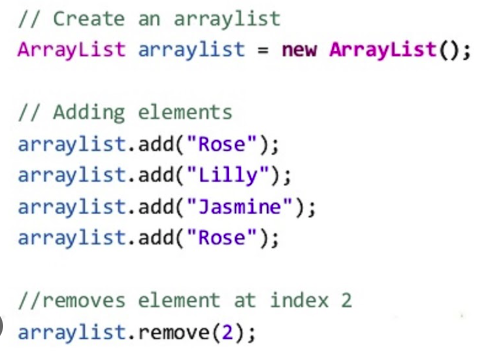 // Create an arraylist
ArrayList arraylist = new ArrayList();
// Adding elements
arraylist.add("Rose");
arraylist.add("Lilly");
arraylist.add("Jasmine");
arraylist.add("Rose");
//removes element at index 2
arraylist.remove(2);